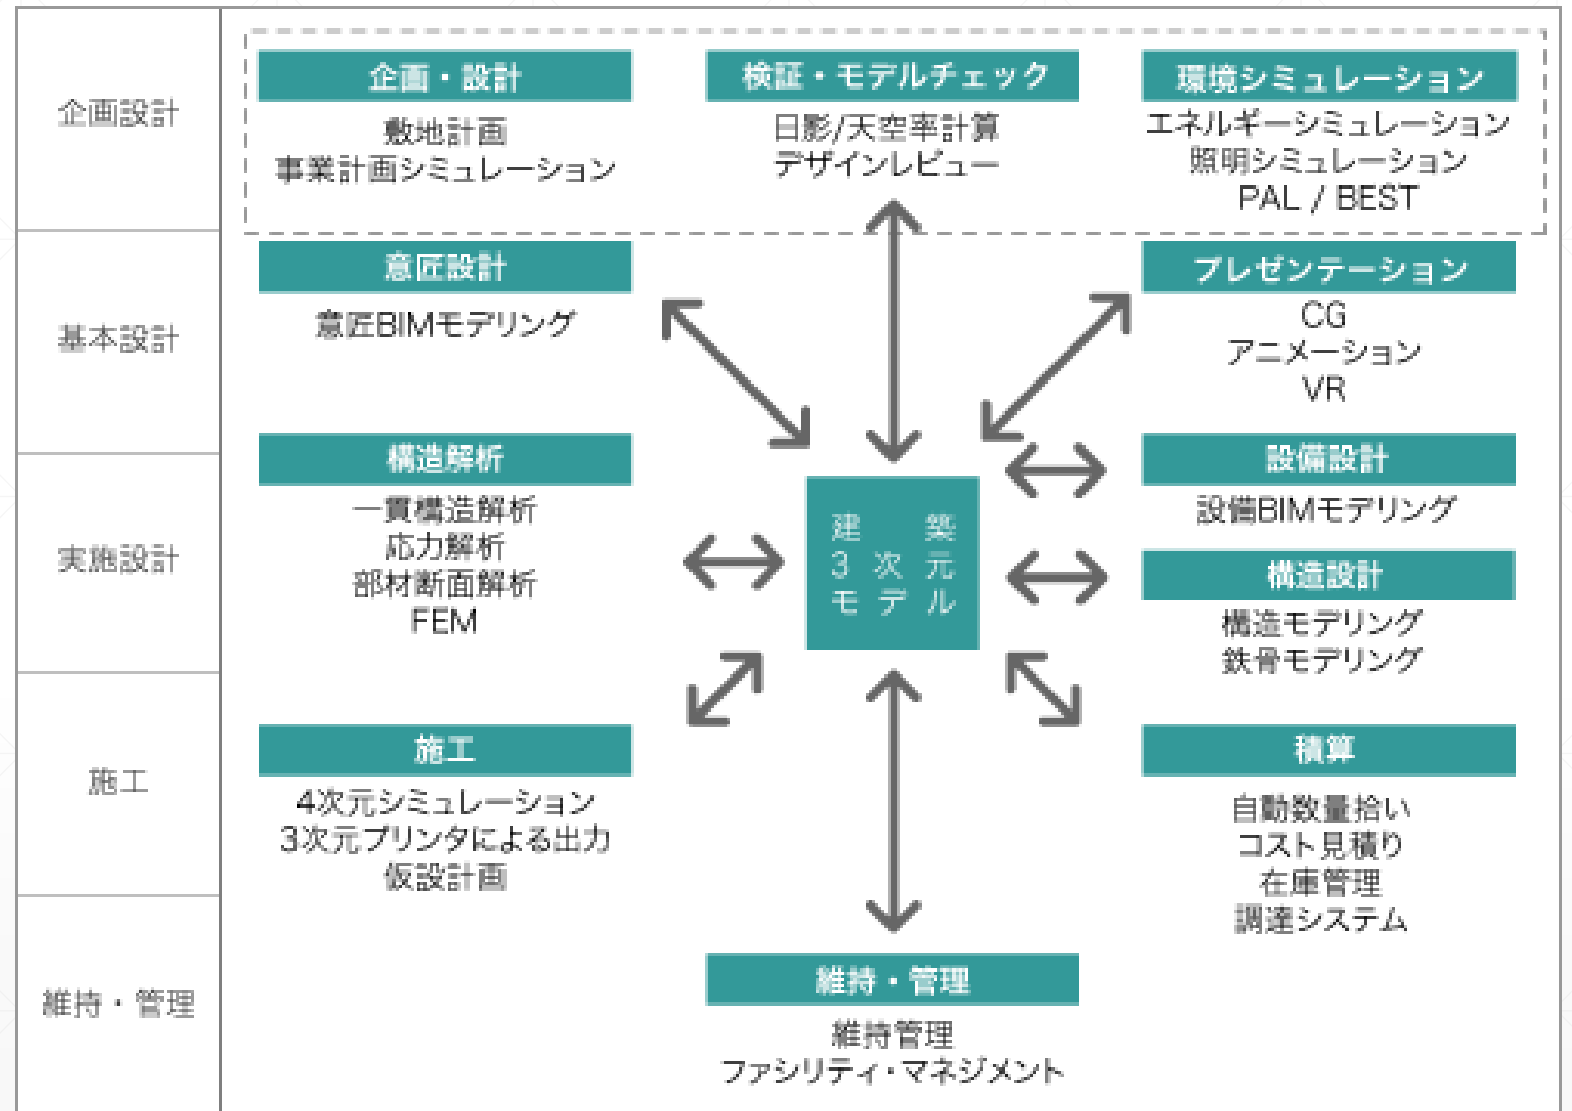 企画設計
企画・設計
敷地計画
事業計画シミュレーション
検証・モデルチェック
日影/天空率計算
デザインレビュー
環境シミュレーション
エネルギーシミュレーション
照明シミュレーション
PAL / BEST
基本設計
意匠設計
意匠BIMモデリング
プレゼンテーション
CG
アニメーション
VR
実施設計
構造解析
一貫構造解析
応力解析
部材断面解析
FEM
建築
3次元
モデル
設備設計
設備BIMモデリング
構造設計
構造モデリング
鉄骨モデリング
施工
施工
4次元シミュレーション
3次元プリンタによる出力
仮設計画
積算
自動数量拾い
コスト見積り
在庫管理
調達システム
維持・管理
維持・管理
維持管理
ファシリティ・マネジメント